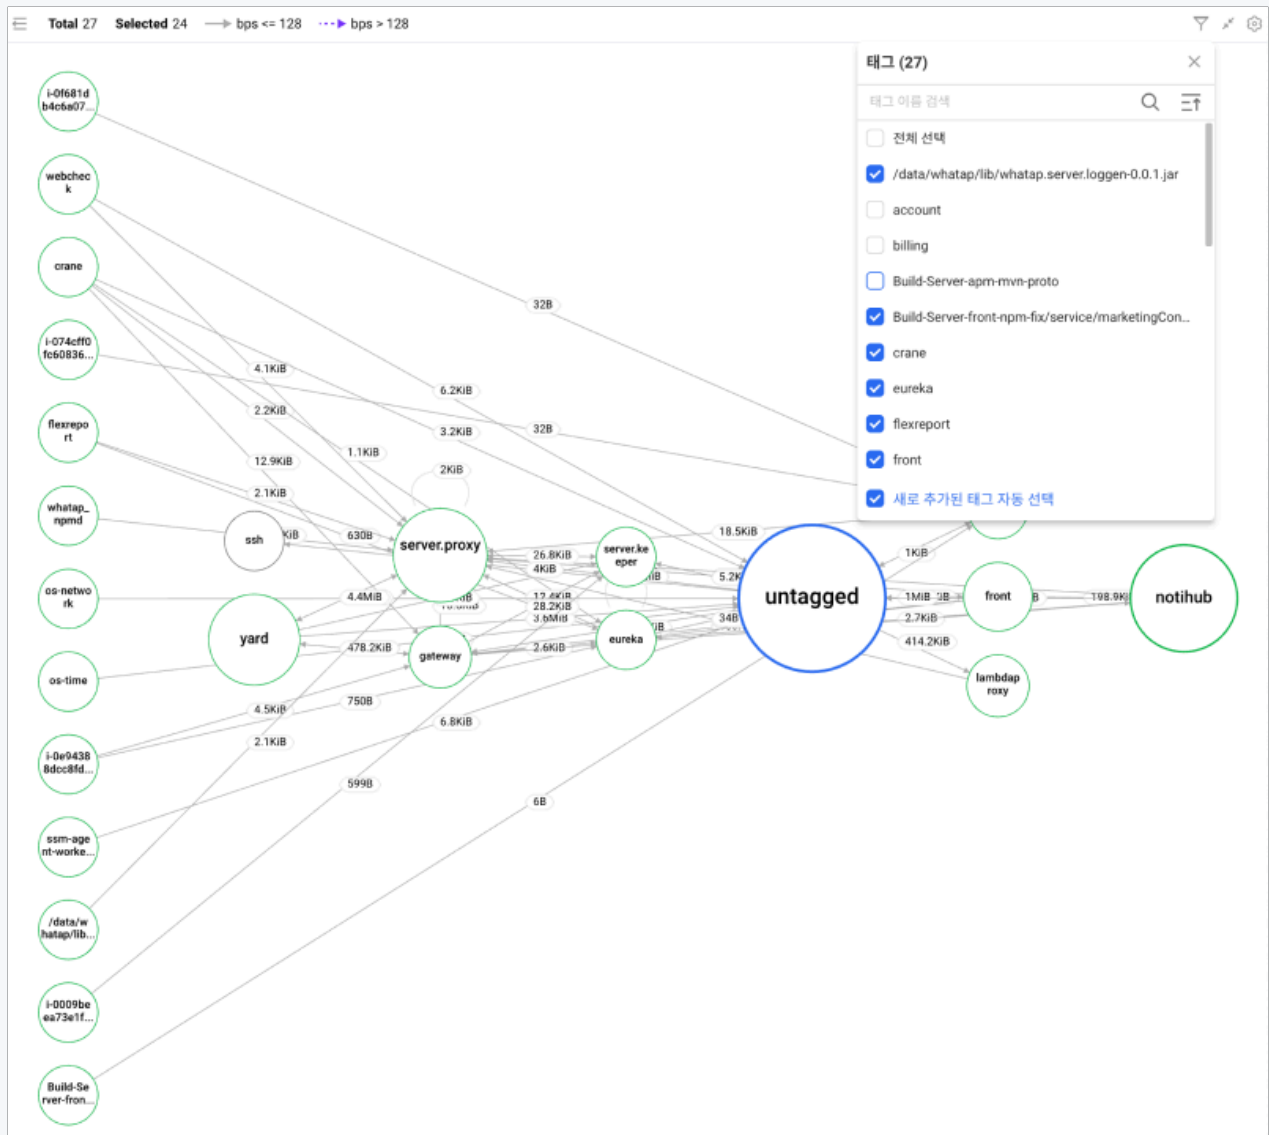 Total 27 Selected 24 bps <= 128 bps > 128
태그 (27)
태그 이름 검색
전체 선택
/data/whatap/lib/whatap.server.loggen-0.0.1.jar
account
billing
Build-Server-apm-mvn-proto
Build-Server-front-npm-fix/service/marketingCon...
crane
eureka
flexreport
front
새로 추가된 태그 자동 선택
i-0f681d
b4c6a07...
webchec
k
crane
i-074cff0
fc60836...
flexrepo
rt
whatap_
npmd
os-netwo
rk
os-time
i-0e9438
8dcc8fd...
ssm-age
nt-worke...
/data/w
hatap/lib...
i-0009be
ea73e1f...
Build-Se
rver-fron...
ssh
yard
server.proxy
gateway
server.ke
eper
eureka
untagged
front
lambdap
roxy
notihub
32B
4.1KiB
6.2KiB
2.2KiB
3.2KiB
32B
1.1KiB
12.9KiB
2KiB
2.1KiB
KiB
630B
18.5KiB
26.8KiB
4KiB
5.2K
1KiB
4.4MiB
12.4KiB
28.2KiB
3.6MiB
34B
1MiB
198.9K
2.7KiB
478.2KiB
2.6KiB
414.2KiB
4.5KiB
750B
6.8KiB
2.1KiB
599B
6B